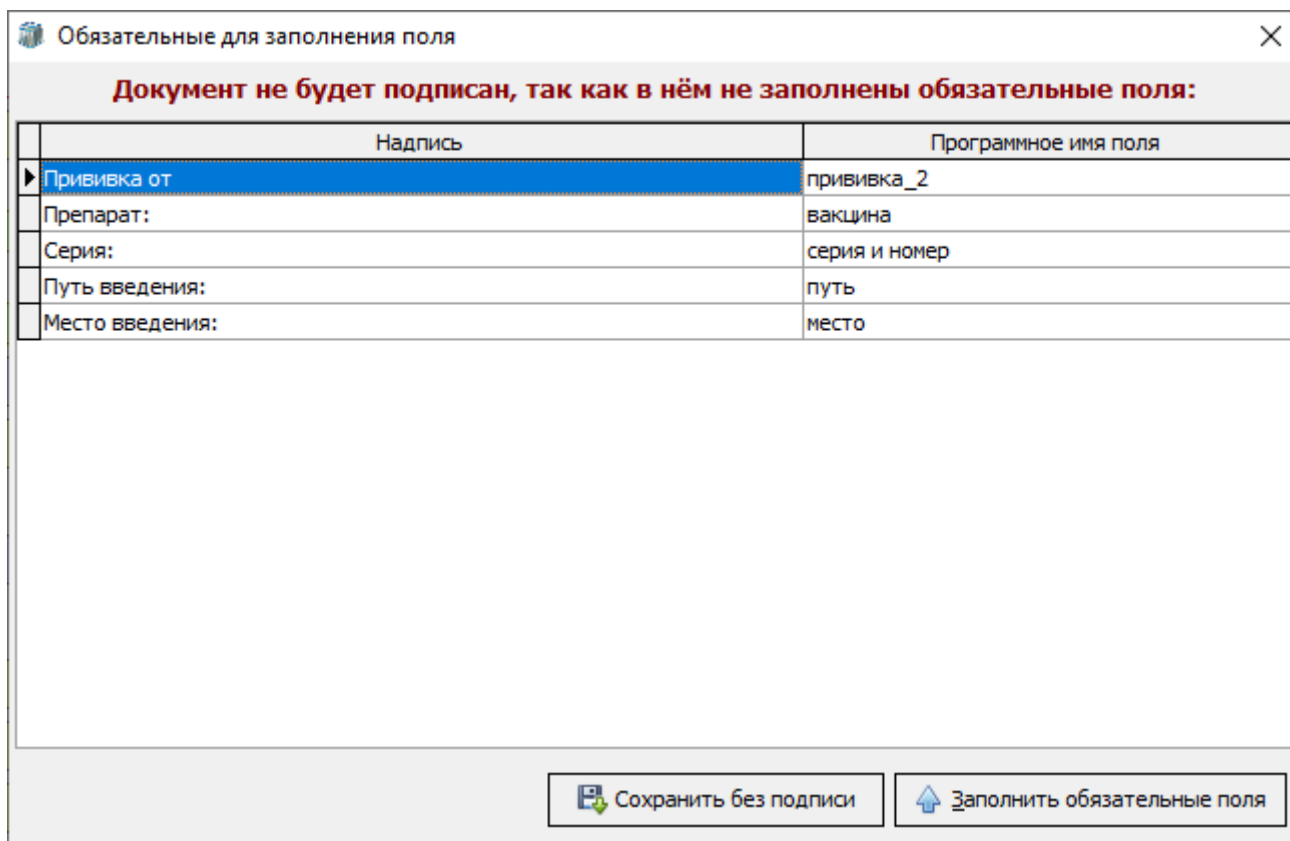 Обязательные для заполнения поля
Документ не будет подписан, так как в нём не заполнены обязательные поля:
Надпись Программное имя поля
Прививка от прививка_2
Препарат: вакцина
Серия: серия и номер
Путь введения: путь
Место введения: место
Сохранить без подписи Заполнить обязательные поля